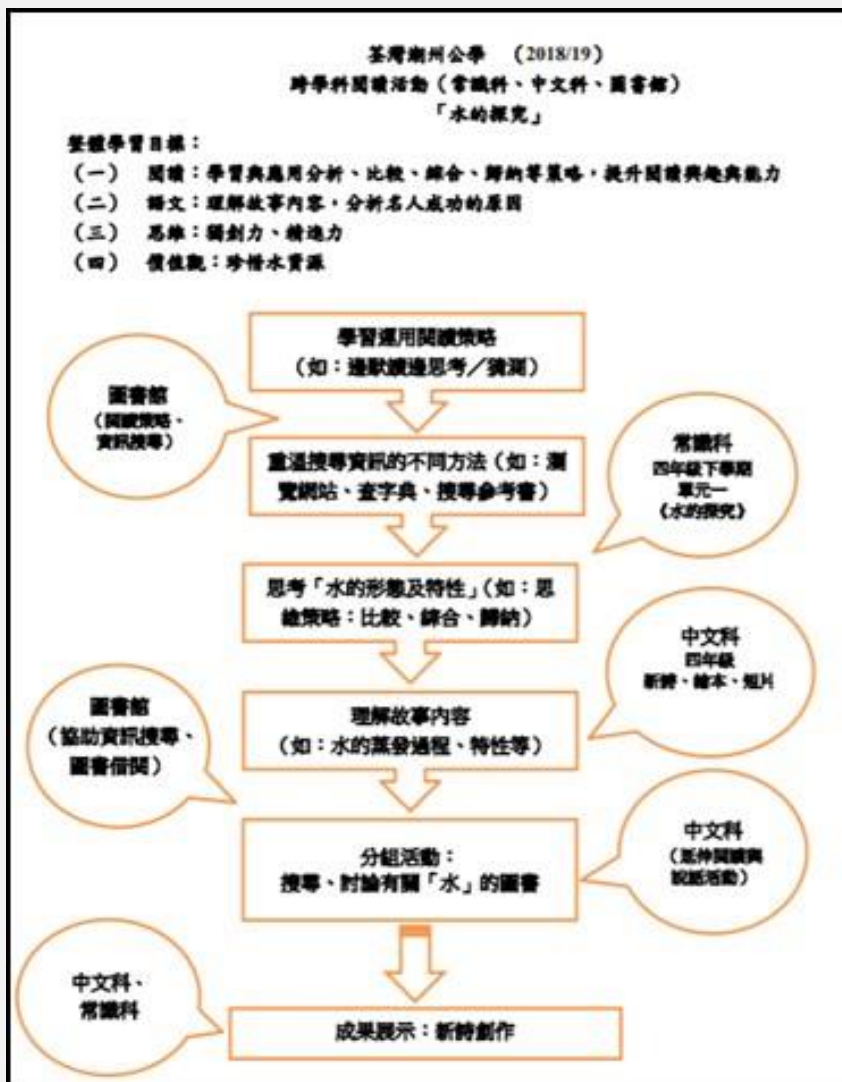 荃灣潮州公學 （2018/19）
跨學科閱讀活動（常識科、中文科、圖書館）
「水的探究」
整體學習目標：
（一） 閱讀：學習與應用分析、比較、綜合、歸納等策略，提升閱讀興趣與能力
（二） 語文：理解故事內容，分析名人成功的原因
（三） 思維：獨創力、精進力
（四） 價值觀：珍惜水資源
學習運用閱讀策略
（如：邊默讀邊思考／猜測）
圖書館
（閱讀策略、
資訊搜尋）
重溫搜尋資訊的不同方法（如：瀏
覽網站、查字典、搜尋參考書）
常識科
四年級下學期
單元一
《水的探究》
思考「水的形態及特性」（如：思
維策略：比較、綜合、歸納）
中文科
四年級
新詩、繪本、短片
理解故事內容
（如：水的蒸發過程、特性等）
圖書館
（協助資訊搜尋、
圖書借閱）
分組活動：
搜尋、討論有關「水」的圖書
中文科
（延伸閱讀與
說話活動）
中文科、
常識科
成果展示：新詩創作